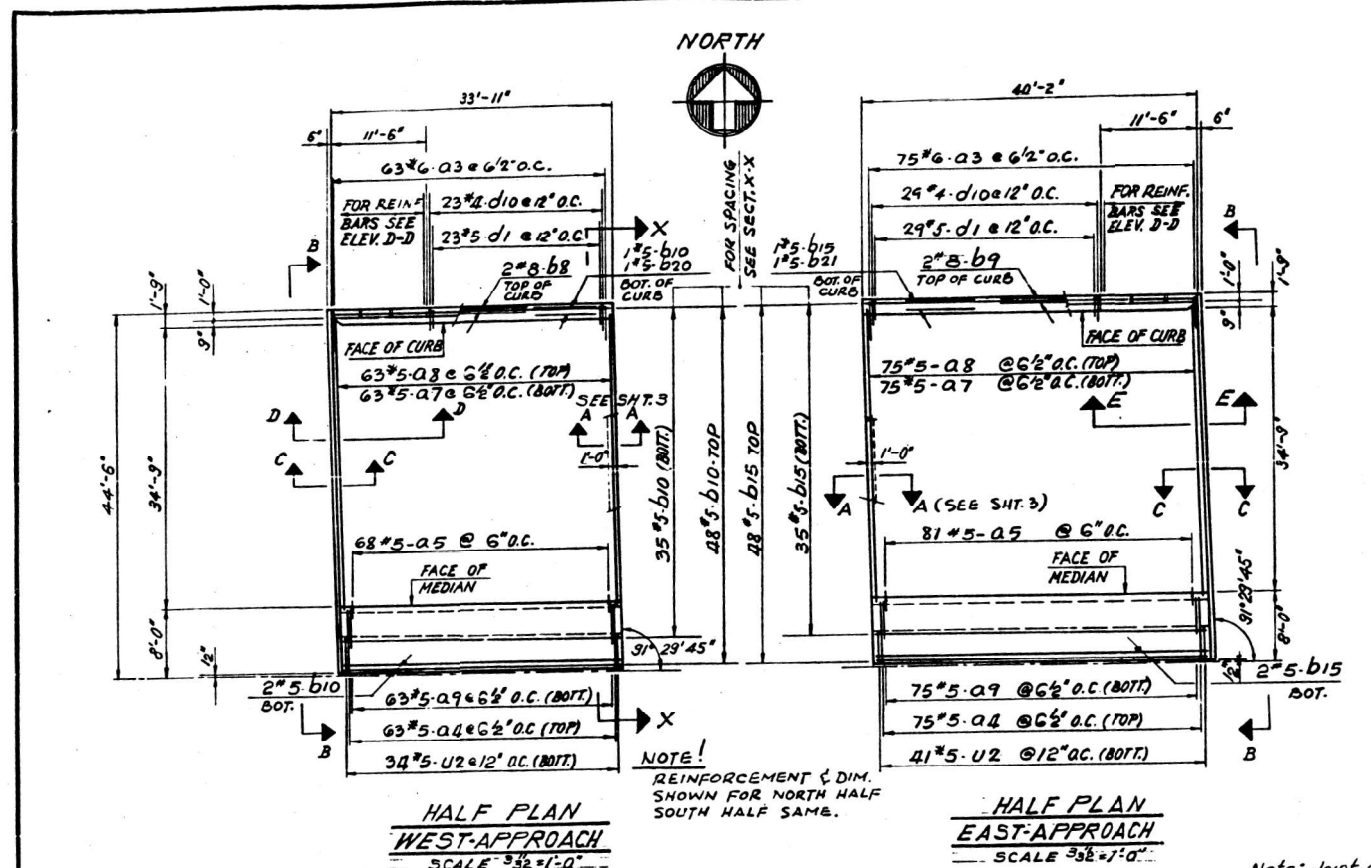 NORTH
33'-11"
6"
11'-6"
63#6-a3 @ 6½" O.C.
FOR REINF
BARS SEE
ELEV. D-D
23#4-d10 @ 12" O.C.
23#5-d1 @ 12" O.C.
X
B
2#8-b8
TOP OF
CURB
1#5-b10
1#5-b20
BOT. OF
CURB
1'-9"
1'-0"
9"
FACE OF CURB
63#5-a8 @ 6½" O.C. (TOP)
63#5-a7 @ 6½" O.C. (BOTT.)
SEE SHT. 3
A
A
D
D
C
C
1'-0"
44'-6"
34'-9"
68 #5-a5 @ 6" O.C.
FACE OF
MEDIAN
8'-0"
12"
91° 29' 45"
2#5-b10
BOT.
63#5-a9 @ 6½" O.C. (BOTT.)
63#5-a4 @ 6½" O.C. (TOP)
34#5-U2 @ 12" O.C. (BOTT.)
X
B
HALF PLAN
WEST-APPROACH
SCALE 3/32"=1'-0"
FOR SPACING
SEE SECT. X-X
35#5-b10 (BOTT.)
48#5-b10-TOP
48#5-b15 TOP
35#5-b15 (BOTT.)
NOTE!
REINFORCEMENT & DIM.
SHOWN FOR NORTH HALF
SOUTH HALF SAME.
40'-2"
11'-6"
6"
75#6-a3 @ 6½" O.C.
29#4-d10 @ 12" O.C.
29#5-d1 @ 12" O.C.
FOR REINF.
BARS SEE
ELEV. D-D
B
1#5-b15
1#5-b21
BOT. OF
CURB
2#8-b9
TOP OF
CURB
1'-0"
1'-9"
9"
FACE OF CURB
75#5-a8 @ 6½" O.C. (TOP)
75#5-a7 @ 6½" O.C. (BOTT.)
E
E
1'-0"
A
A (SEE SHT. 3)
C
C
34'-9"
81 #5-a5 @ 6" O.C.
FACE OF
MEDIAN
91°29'45"
8'-0"
12"
2#5-b15
BOT.
75#5-a9 @ 6½" O.C. (BOTT.)
75#5-a4 @ 6½" O.C. (TOP)
41#5-U2 @ 12" O.C. (BOTT.)
B
HALF PLAN
EAST-APPROACH
SCALE 3/32"=1'-0"
Note: